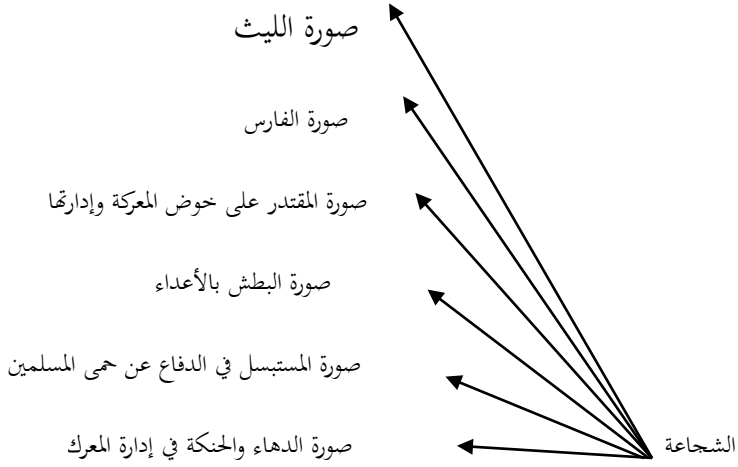 صورة الليث
صورة الفارس
صورة المقتدر على خوض المعركة وإدارتها
صورة البطش بالأعداء
صورة المستبسل في الدفاع عن حمى المسلمين
صورة الدهاء والحنكة في إدارة المعرك
الشجاعة